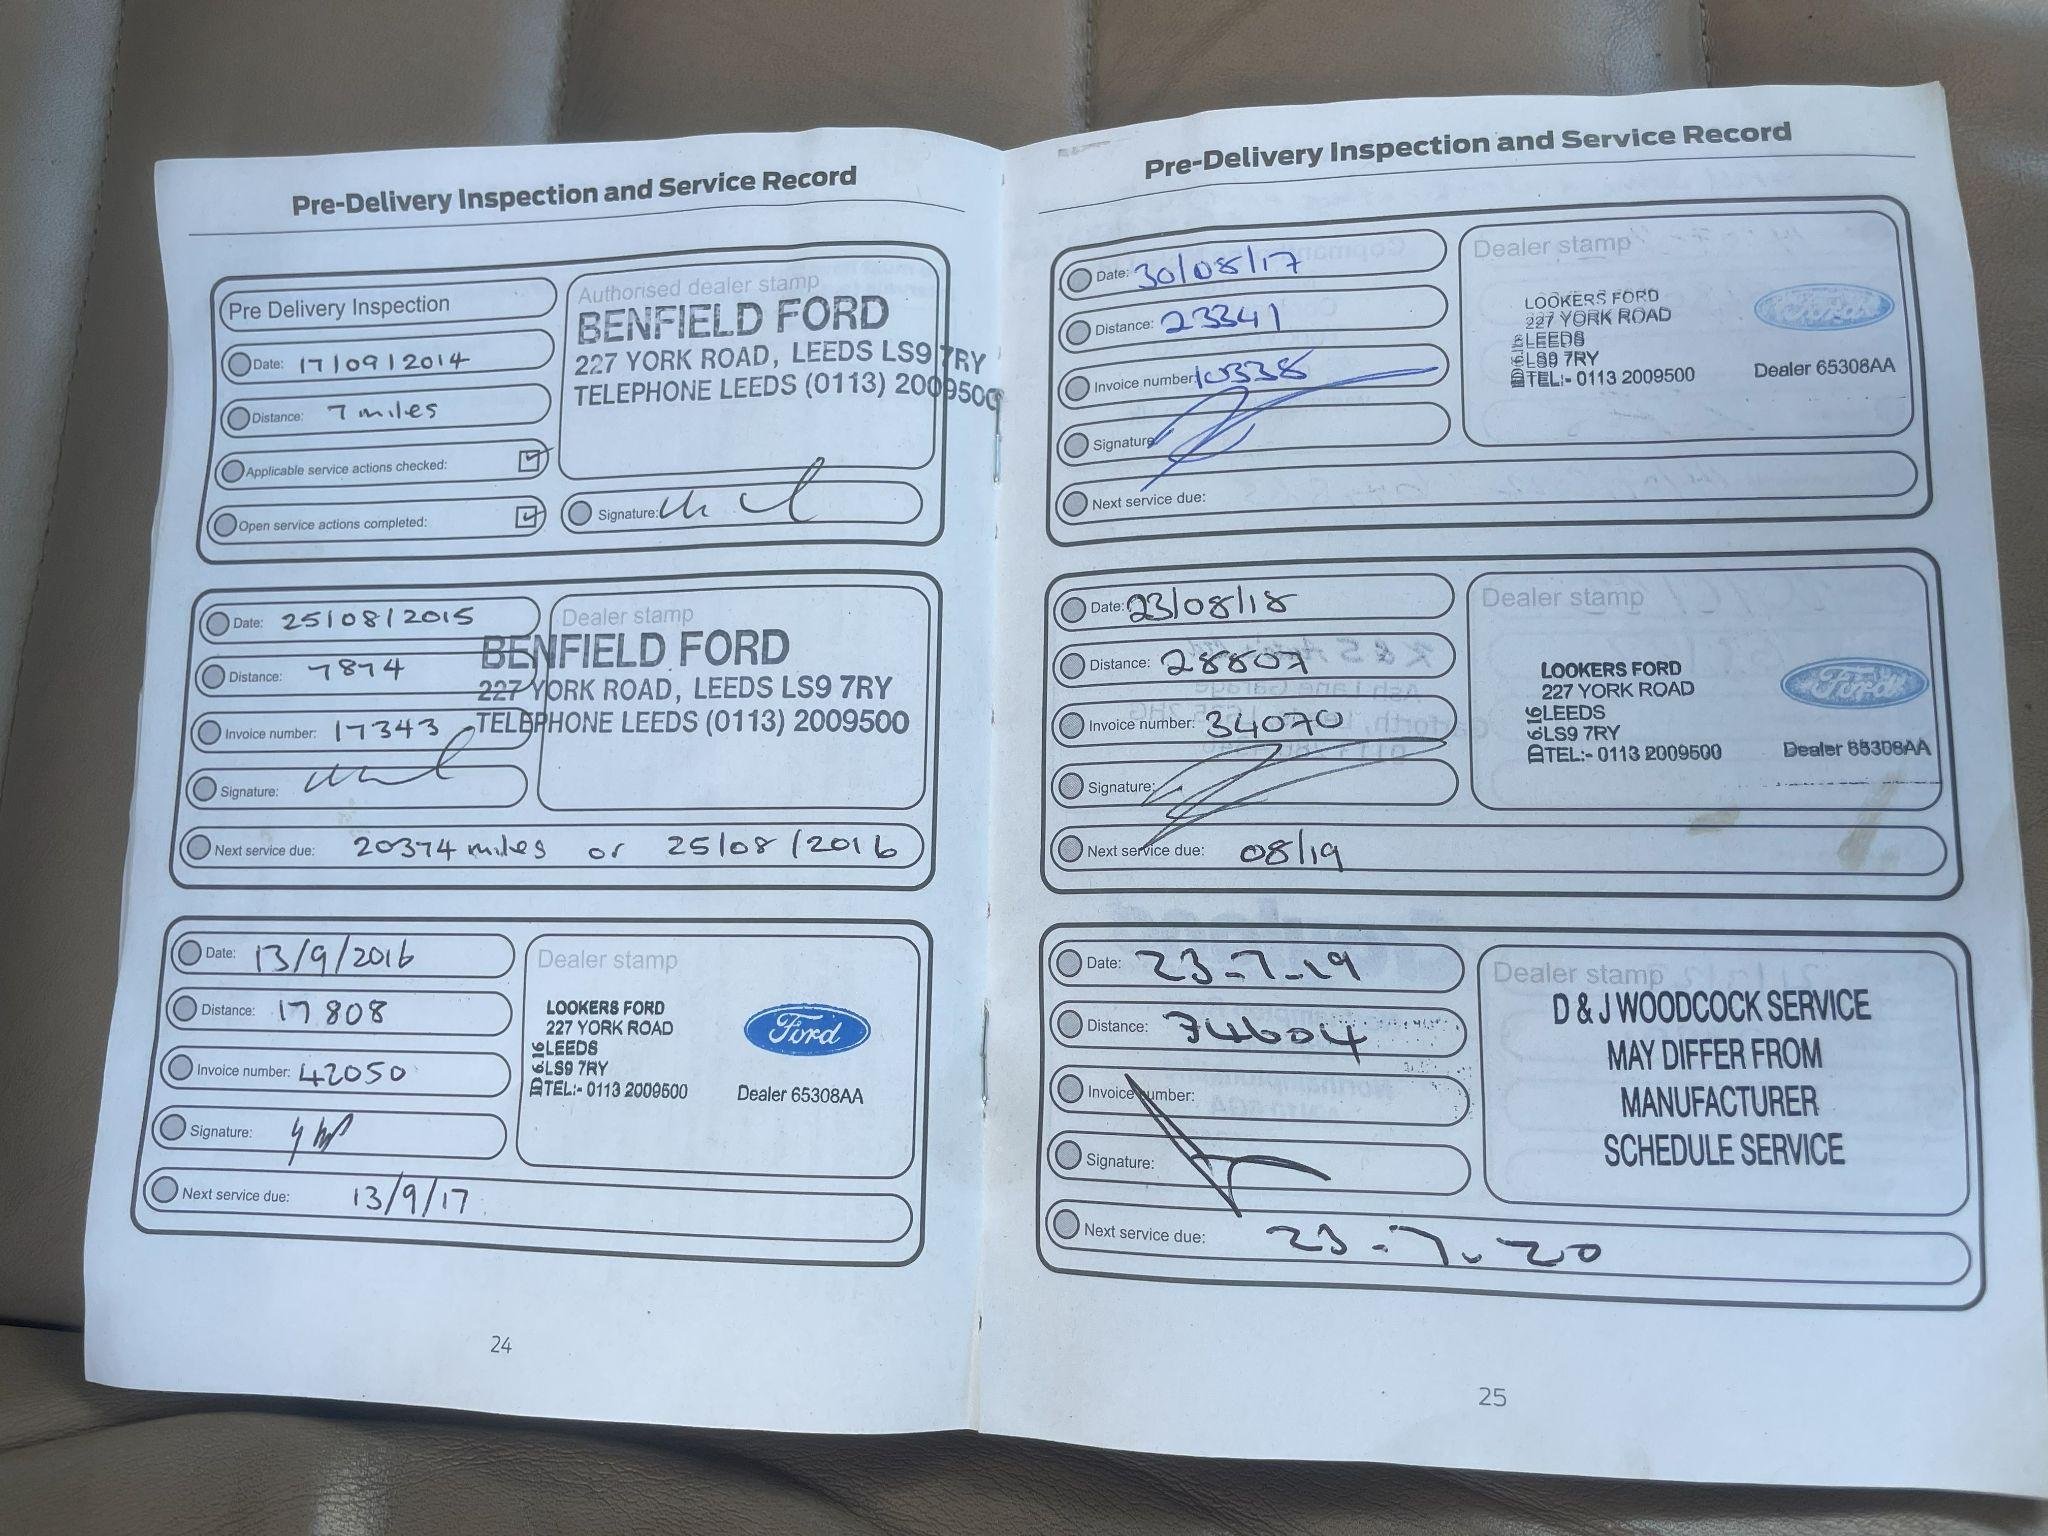 Pre-Delivery Inspection and Service Record
Pre Delivery Inspection
Date: 17/09/2014
Distance: 7 miles
Applicable service actions checked:
Open service actions completed:
Authorised dealer stamp
BENFIELD FORD
227 YORK ROAD, LEEDS LS9 7RY
TELEPHONE LEEDS (0113) 2009500
Signature:
Date: 25/08/2015
Distance: 7874
Invoice number: 17343
Signature:
Dealer stamp
BENFIELD FORD
227 YORK ROAD, LEEDS LS9 7RY
TELEPHONE LEEDS (0113) 2009500
Next service due: 20374 miles or 25/08/2016
Date: 13/9/2016
Distance: 17808
Invoice number: 42050
Signature:
Dealer stamp
LOOKERS FORD
227 YORK ROAD
LEEDS
LS9 7RY
TEL:- 0113 2009500
Ford
Dealer 65308AA
Next service due: 13/9/17
24
Pre-Delivery Inspection and Service Record
Date: 30/08/17
Distance: 23341
Invoice number: 10338
Signature:
Dealer stamp
LOOKERS FORD
227 YORK ROAD
LEEDS
LS9 7RY
TEL:- 0113 2009500
Ford
Dealer 65308AA
Next service due:
Date: 23/08/18
Distance: 28807
Invoice number: 34070
Signature:
Dealer stamp
LOOKERS FORD
227 YORK ROAD
LEEDS
LS9 7RY
TEL:- 0113 2009500
Ford
Dealer 65308AA
Next service due: 08/19
Date: 23-7-19
Distance: 34604
Invoice number:
Signature:
Dealer stamp
D & J WOODCOCK SERVICE
MAY DIFFER FROM
MANUFACTURER
SCHEDULE SERVICE
Next service due: 23-7-20
25